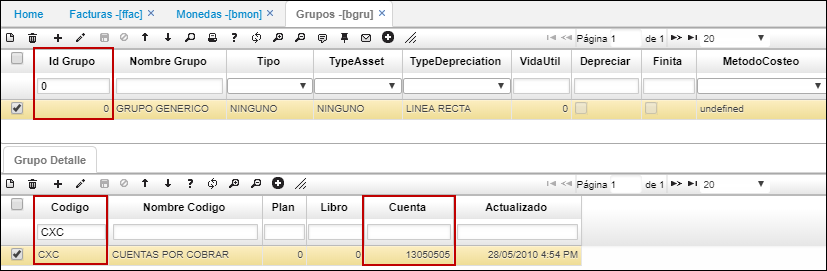 Home Facturas -[ffac] ✕ Monedas -[bmon] ✕ Grupos -[bgru] ✕
Página 1 de 1 20
Id Grupo Nombre Grupo Tipo TypeAsset TypeDepreciation VidaUtil Depreciar Finita MetodoCosteo
0
0 GRUPO GENERICO NINGUNO NINGUNO LINEA RECTA 0 undefined
Grupo Detalle
Página 1 de 1 20
Codigo Nombre Codigo Plan Libro Cuenta Actualizado
CXC
CXC CUENTAS POR COBRAR 0 0 13050505 28/05/2010 4:54 PM